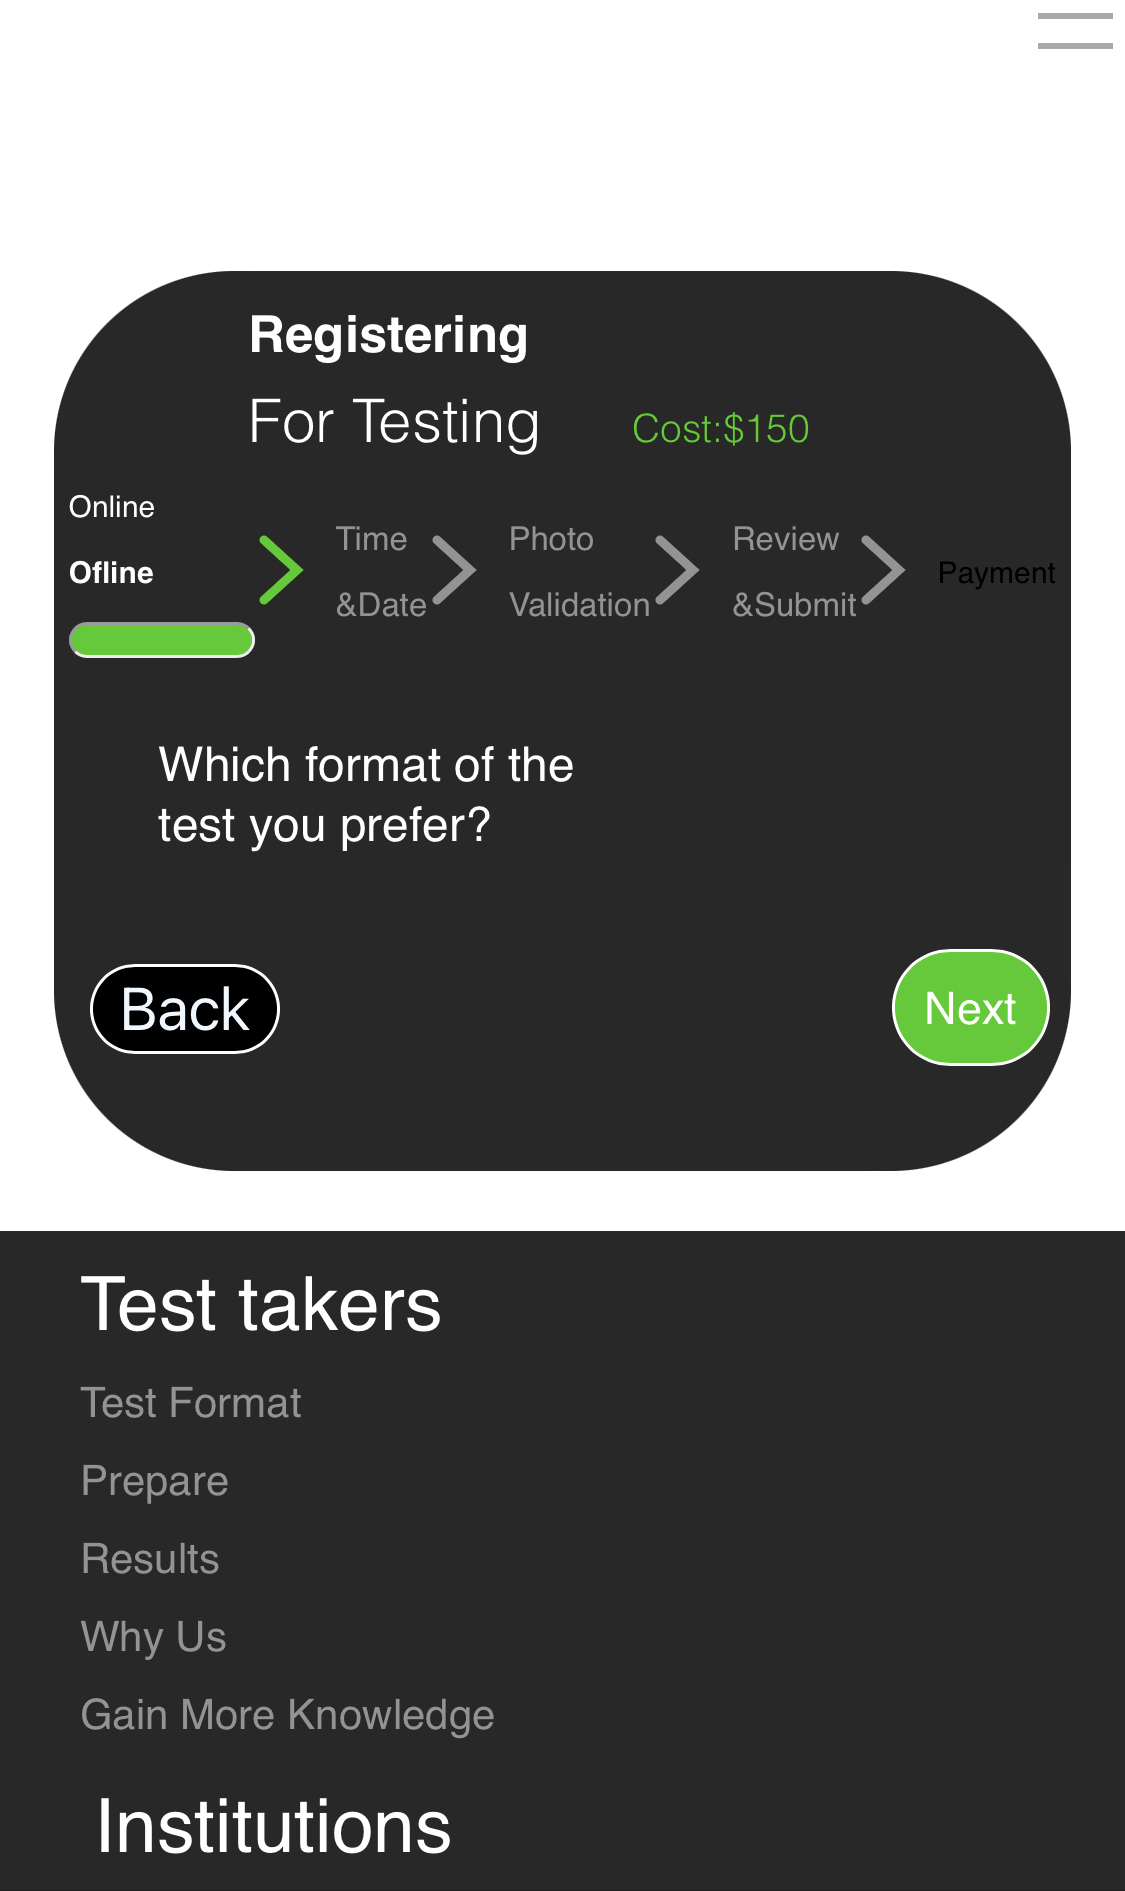 Registering
For Testing
Cost:$150
Online
Ofline
Time
&Date
Photo
Validation
Review
&Submit
Payment
Which format of the
test you prefer?
Back
Next
Test takers
Test Format
Prepare
Results
Why Us
Gain More Knowledge
Institutions